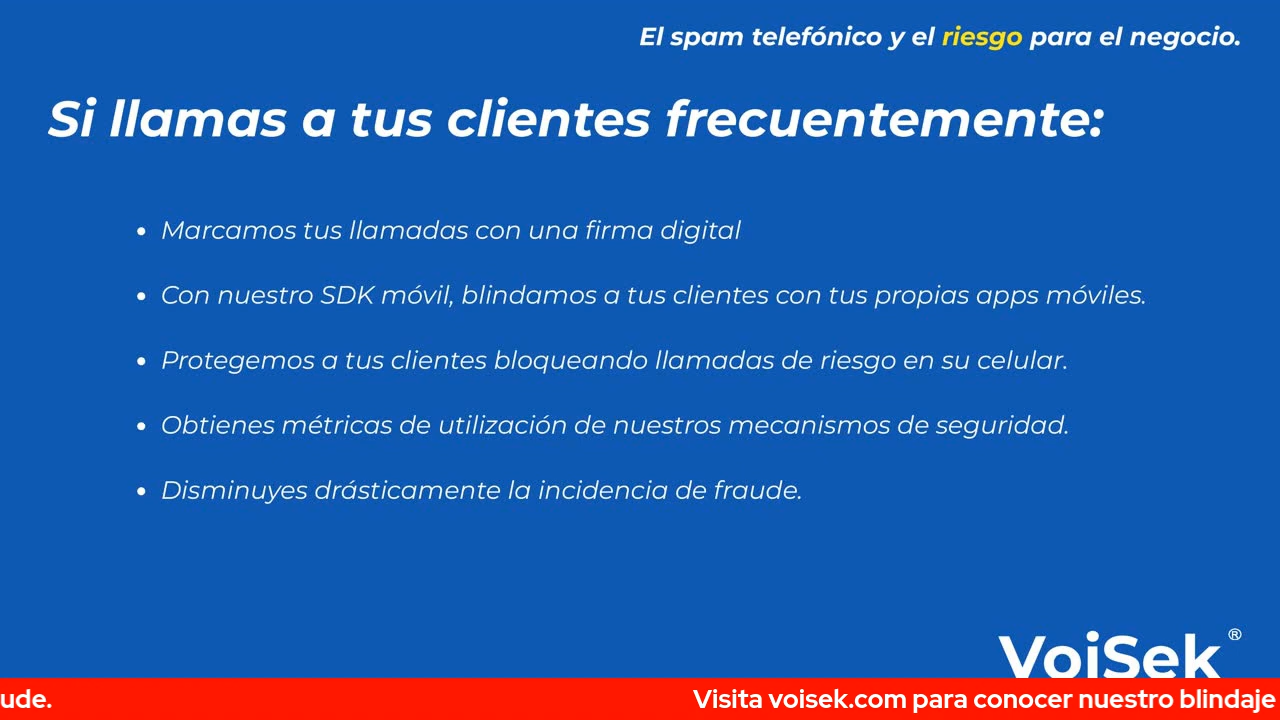 El spam telefónico y el riesgo para el negocio.
Si llamas a tus clientes frecuentemente:
• Marcamos tus llamadas con una firma digital
• Con nuestro SDK móvil, blindamos a tus clientes con tus propias apps móviles.
• Protegemos a tus clientes bloqueando llamadas de riesgo en su celular.
• Obtienes métricas de utilización de nuestros mecanismos de seguridad.
• Disminuyes drásticamente la incidencia de fraude.
VoiSek®
ude. Visita voisek.com para conocer nuestro blindaje